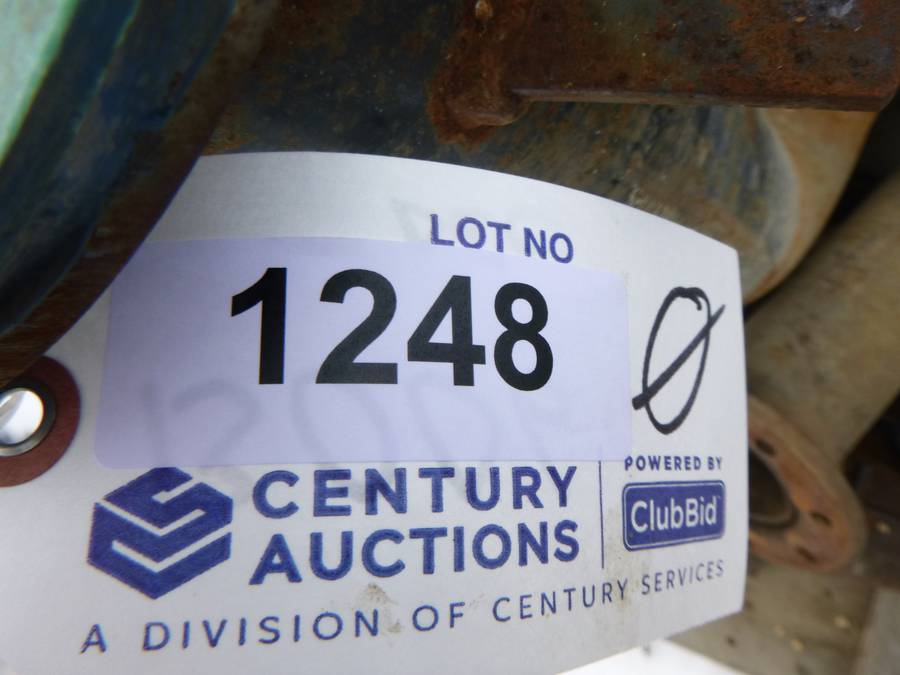 LOT NO
1248
Ø
CENTURY
AUCTIONS
POWERED BY
ClubBid
A DIVISION OF CENTURY SERVICES